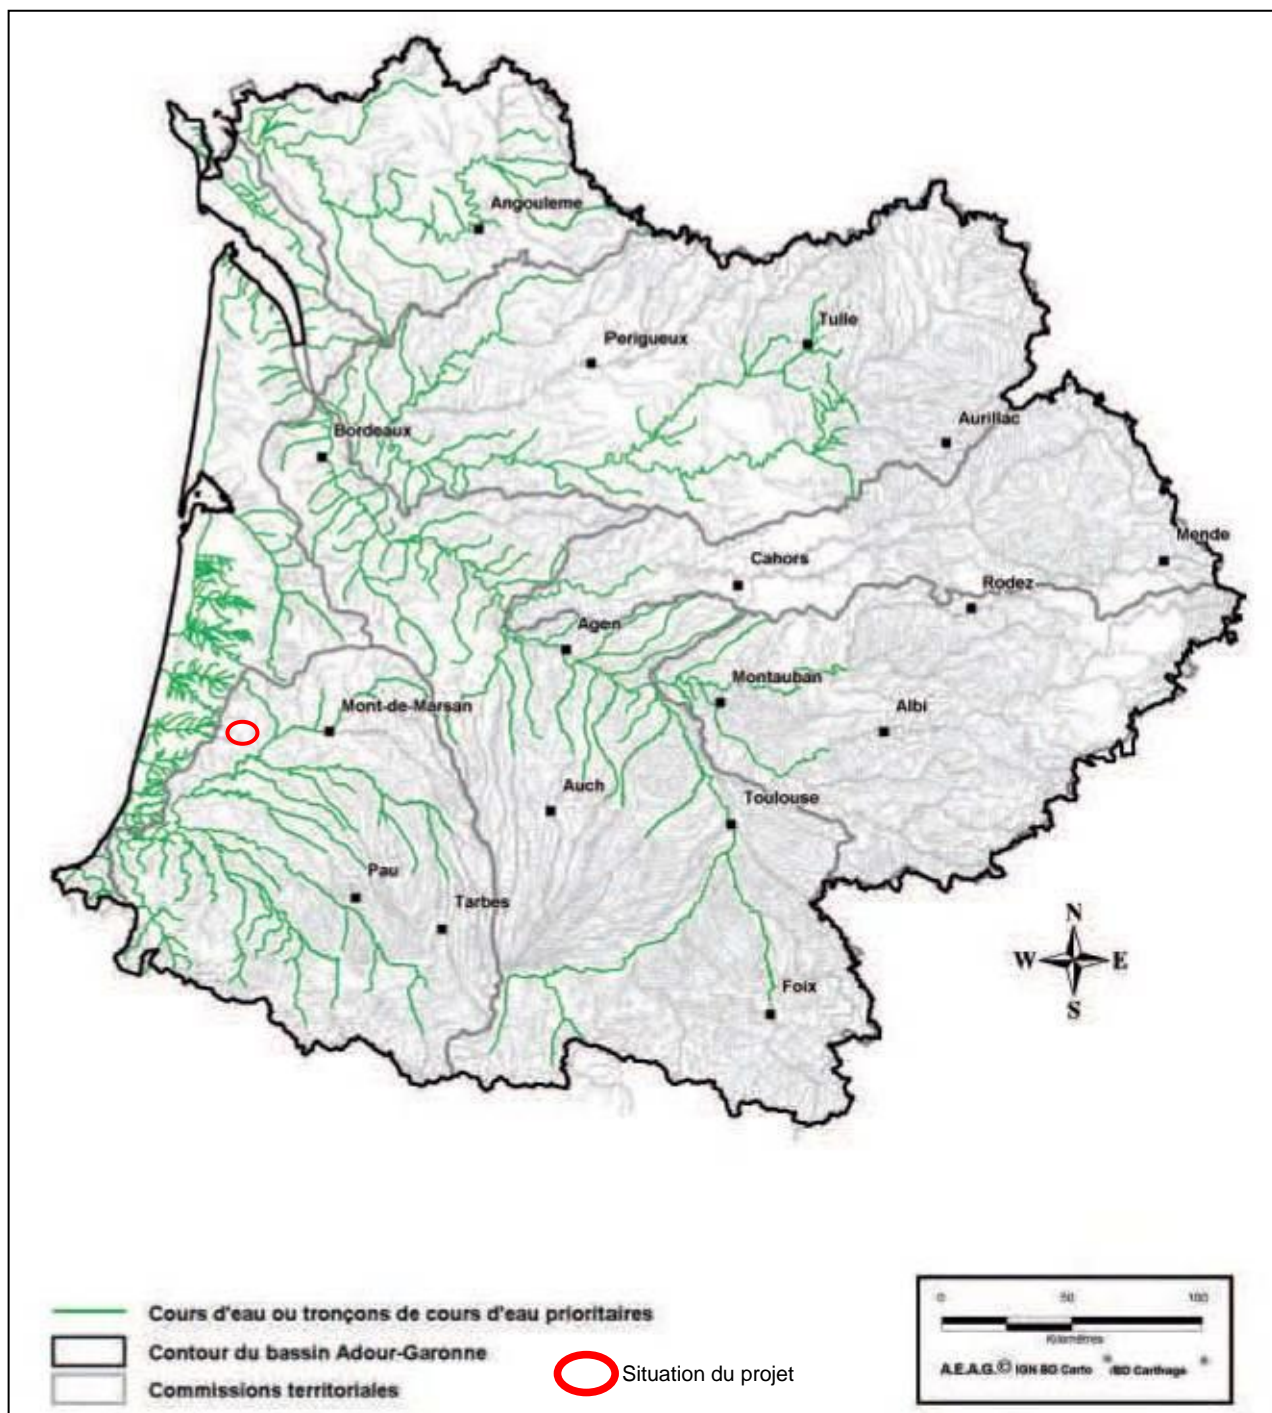 Angouleme
Tulle
Perigueux
Aurillac
Bordeaux
Mende
Cahors
Rodez
Agen
Montauban
Mont-de-Marsan
Albi
Auch
Toulouse
Pau
Tarbes
Foix
N
W E
S
Cours d'eau ou tronçons de cours d'eau prioritaires
Contour du bassin Adour-Garonne
Commissions territoriales
Situation du projet
0 50 100
Kilomètres
A.E.A.G.© IGN BD Carto BD Carthage